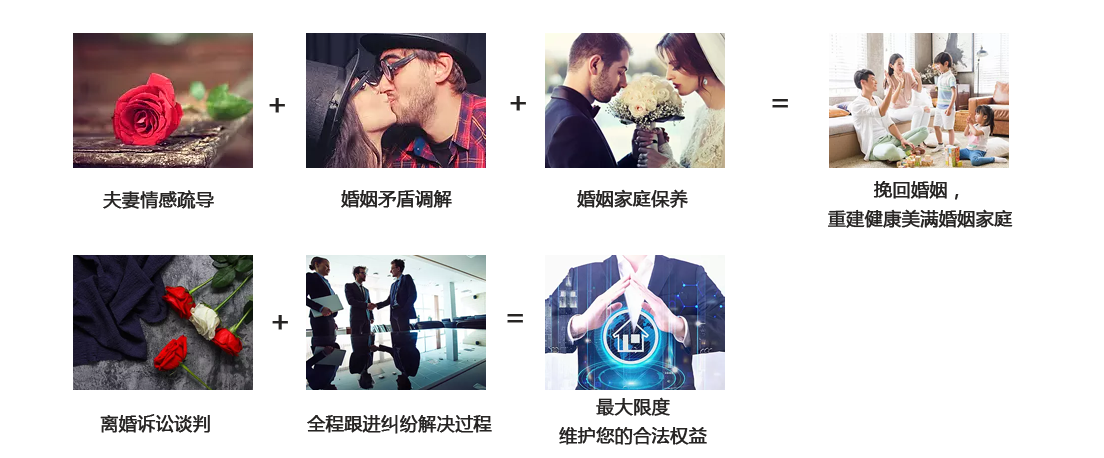 +
+
=
夫妻情感疏导
婚姻矛盾调解
婚姻家庭保养
挽回婚姻，
重建健康美满婚姻家庭
+
=
离婚诉讼谈判
全程跟进纠纷解决过程
最大限度
维护您的合法权益